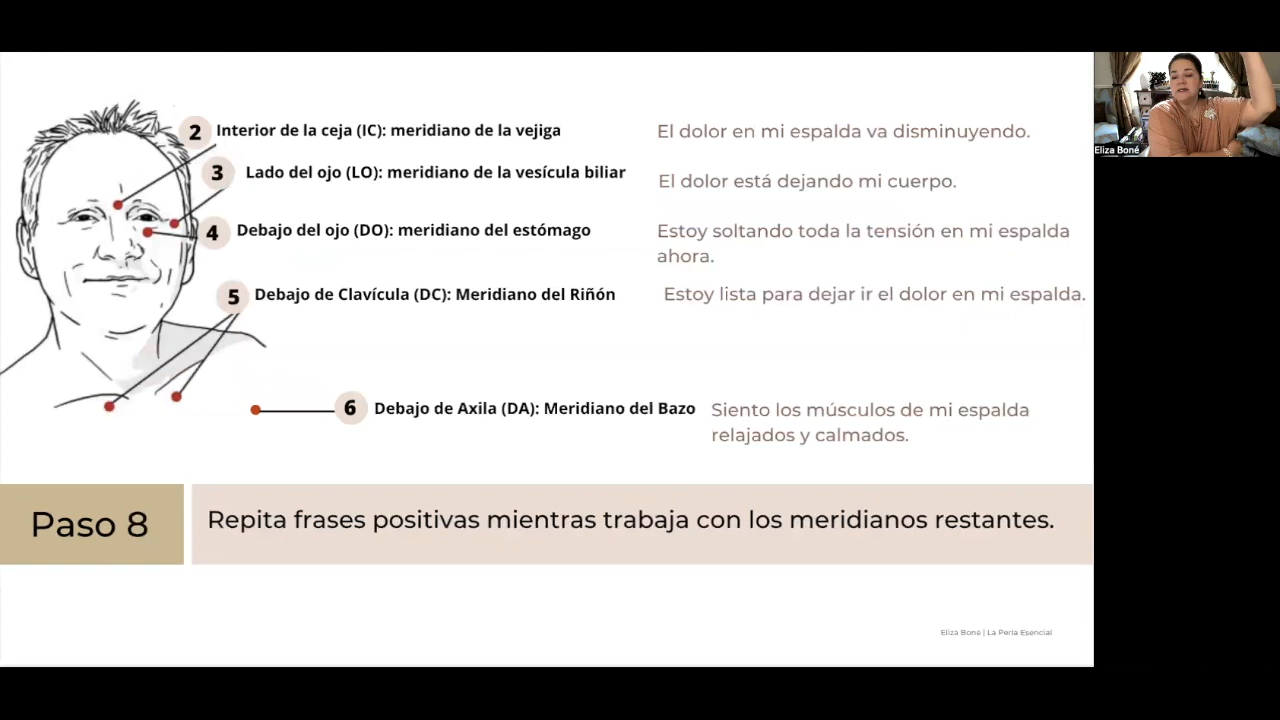 2 Interior de la ceja (IC): meridiano de la vejiga
El dolor en mi espalda va disminuyendo.
3 Lado del ojo (LO): meridiano de la vesícula biliar
El dolor está dejando mi cuerpo.
4 Debajo del ojo (DO): meridiano del estómago
Estoy soltando toda la tensión en mi espalda
ahora.
5 Debajo de Clavícula (DC): Meridiano del Riñón
Estoy lista para dejar ir el dolor en mi espalda.
6 Debajo de Axila (DA): Meridiano del Bazo
Siento los músculos de mi espalda
relajados y calmados.
Paso 8
Repita frases positivas mientras trabaja con los meridianos restantes.
Eliza Boné | La Perla Esencial
Eliza Boné